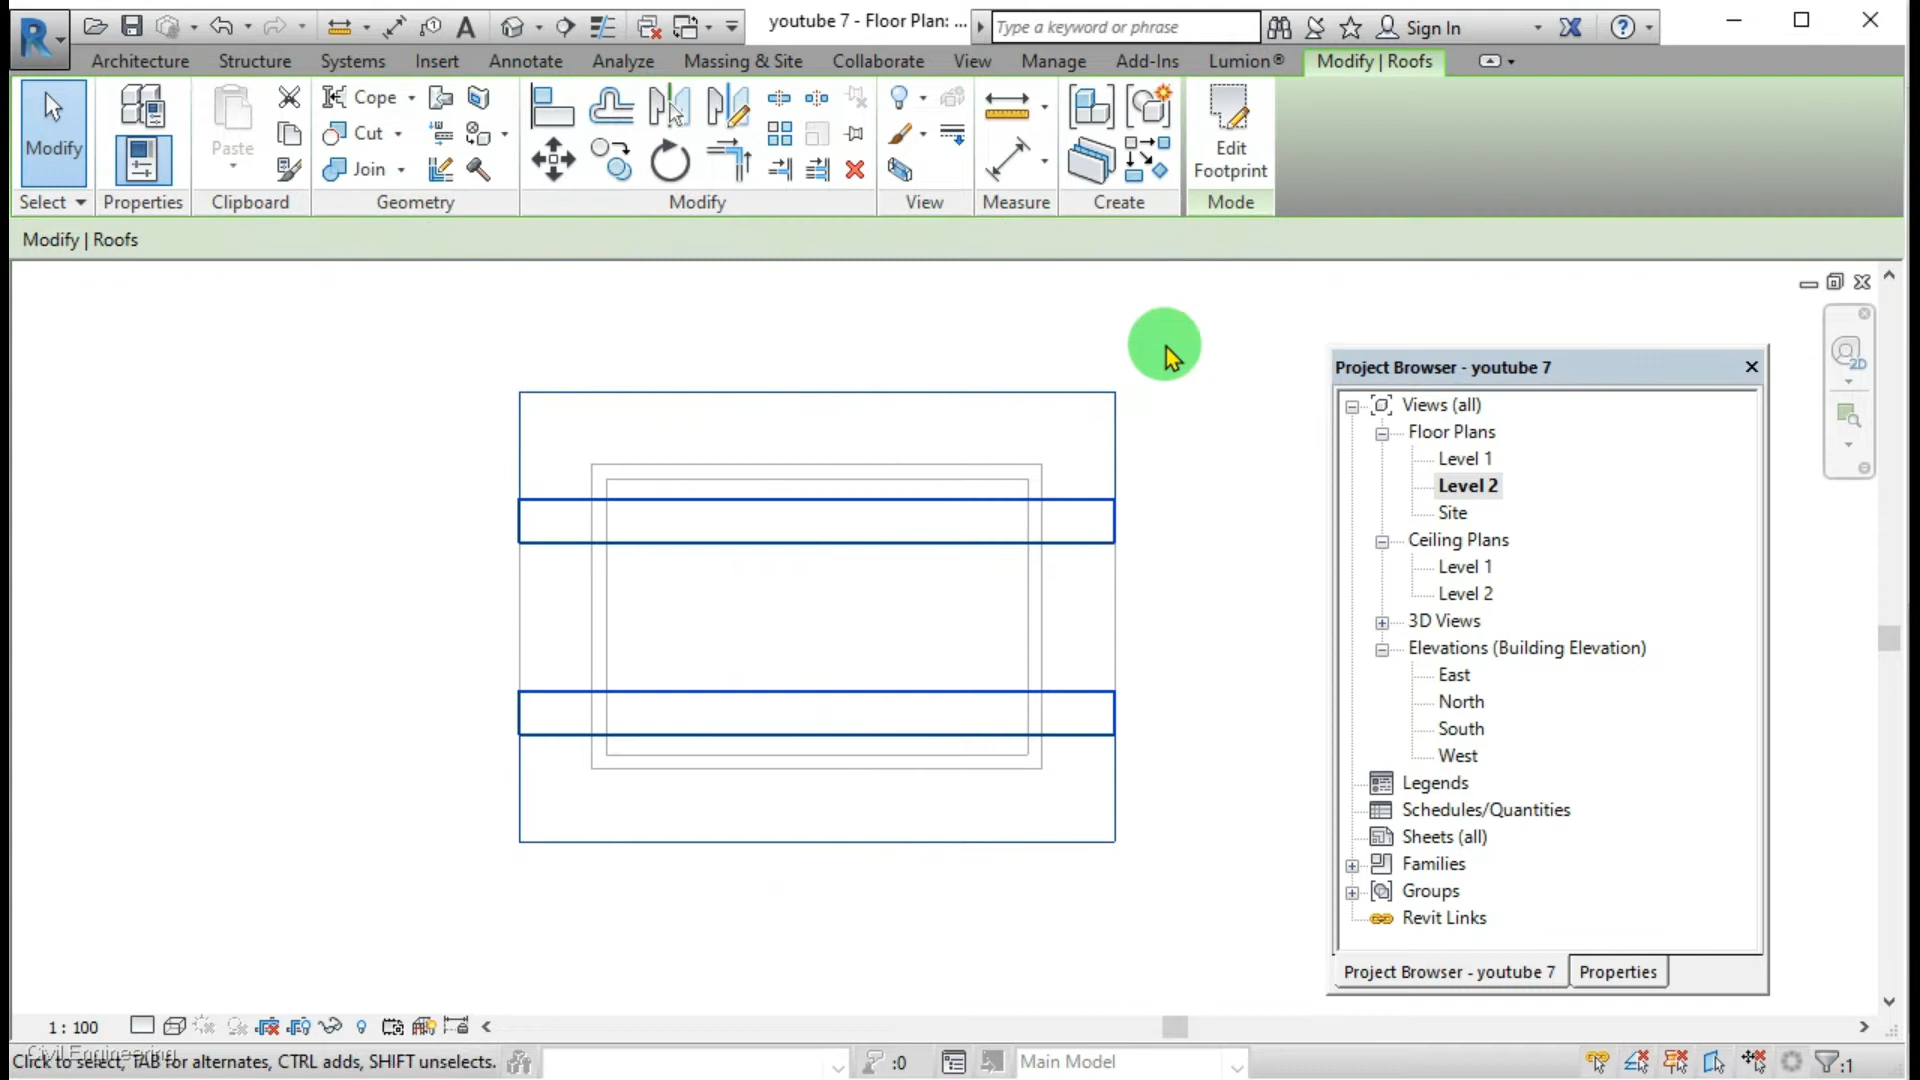 youtube 7 - Floor Plan: ...
Type a keyword or phrase
Sign In
Architecture
Structure
Systems
Insert
Annotate
Analyze
Massing & Site
Collaborate
View
Manage
Add-Ins
Lumion®
Modify | Roofs
Modify
Paste
Cope
Cut
Join
Edit
Footprint
Select
Properties
Clipboard
Geometry
Modify
View
Measure
Create
Mode
Modify | Roofs
2D
Project Browser - youtube 7
Views (all)
Floor Plans
Level 1
Level 2
Site
Ceiling Plans
Level 1
Level 2
3D Views
Elevations (Building Elevation)
East
North
South
West
Legends
Schedules/Quantities
Sheets (all)
Families
Groups
Revit Links
Project Browser - youtube 7
Properties
1 : 100
Civil Engineering
Click to select, TAB for alternates, CTRL adds, SHIFT unselects.
:0
Main Model
:1